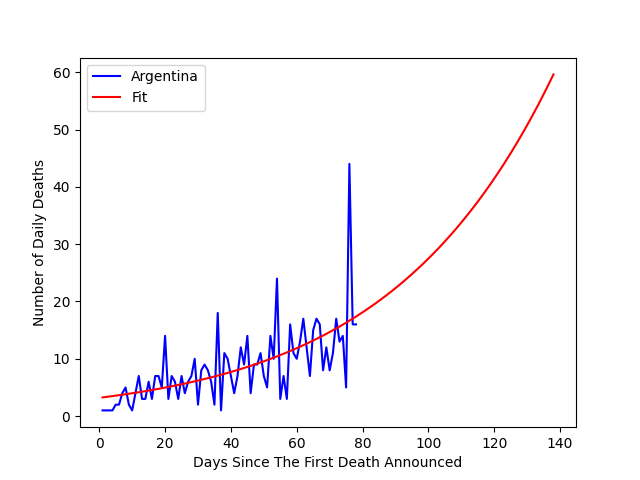 Argentina
Fit
Number of Daily Deaths
60
50
40
30
20
10
0
0 20 40 60 80 100 120 140
Days Since The First Death Announced